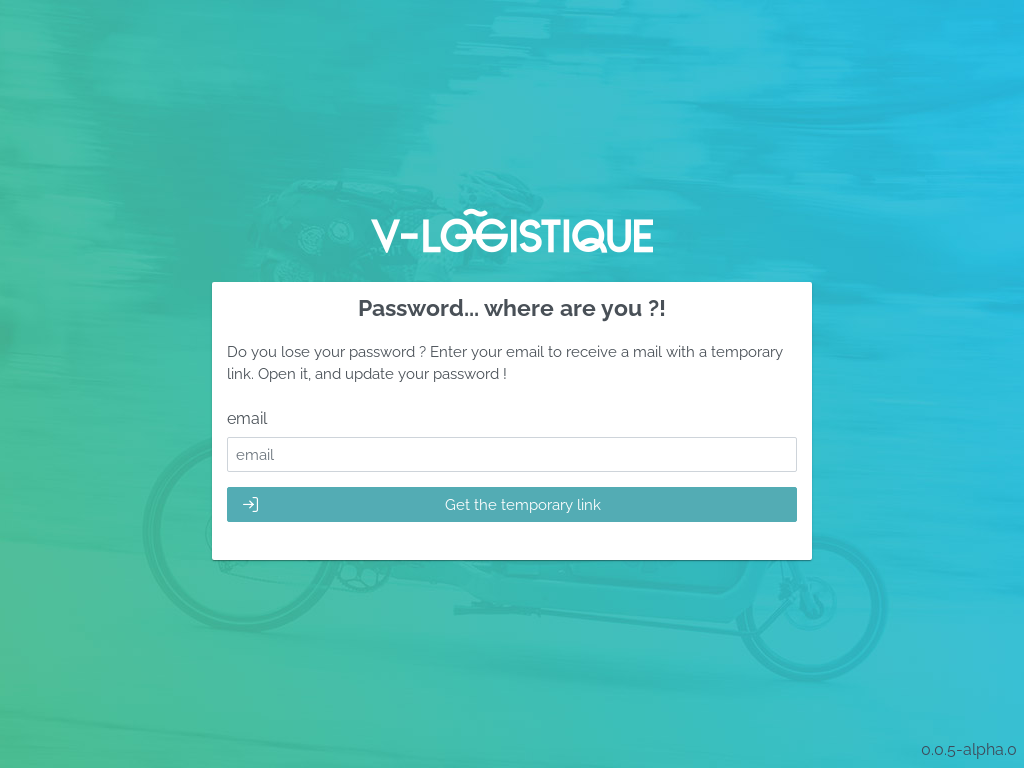 V-LOGISTIQUE
Password... where are you ?!
Do you lose your password ? Enter your email to receive a mail with a temporary
link. Open it, and update your password !
email
email
Get the temporary link
0.0.5-alpha.0